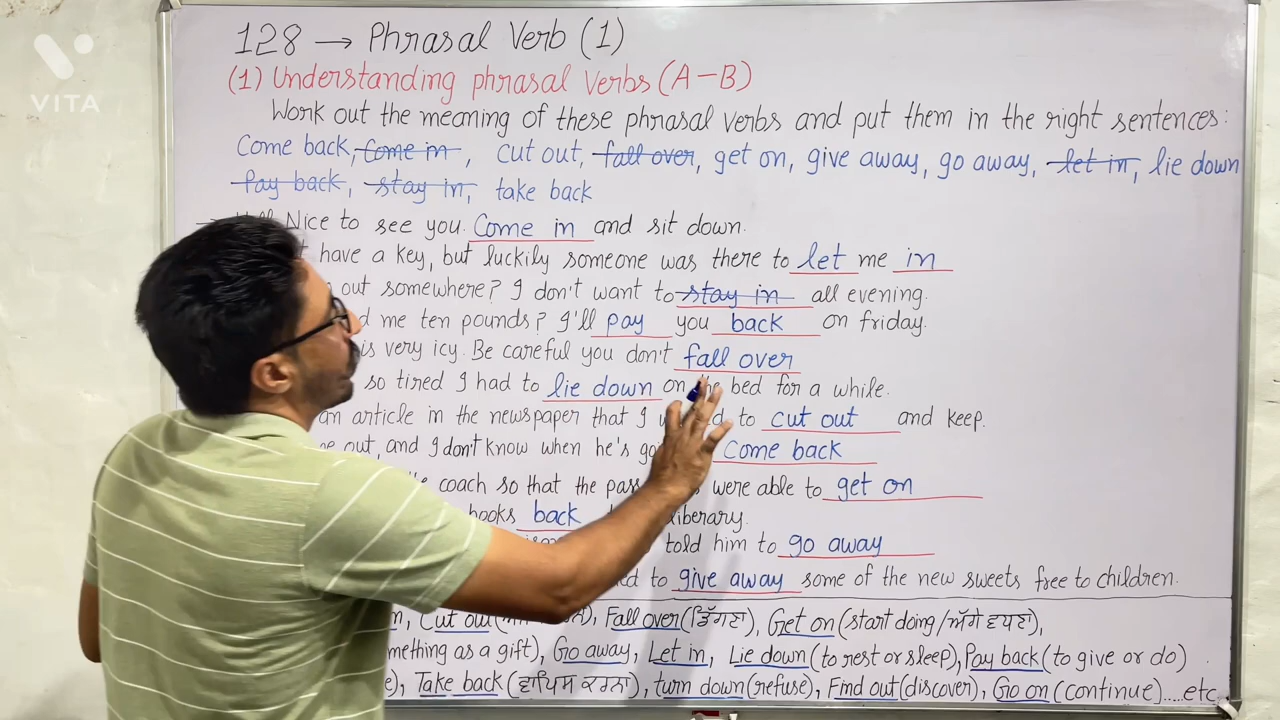 VITA
128 → Phrasal Verb (1)
(1) Understanding phrasal verbs (A-B)
Work out the meaning of these phrasal verbs and put them in the right sentences:
Come back, Come in, cut out, fall over, get on, give away, go away, let in, lie down
Pay back, stay in, take back
Nice to see you. Come in and sit down.
have a key, but luckily someone was there to let me in
out somewhere? I don't want to stay in all evening.
me ten pounds? I'll pay you back on friday.
is very icy. Be careful you don't fall over
so tired I had to lie down on the bed for a while.
an article in the newspaper that I to cut out and keep.
out, and I don't know when he's Come back
coach so that the were able to get on
books back liberary.
told him to go away
to give away some of the new sweets free to children.
Cut out Fall over (ਡਿੱਗਣਾ), Get on (start doing/ਅੱਗੇ ਵਧਣਾ),
as a gift), Go away, Let in, Lie down (to rest or sleep), Pay back (to give or do)
Take back (ਵਾਪਿਸ ਕਰਨਾ), turn down (refuse), Find out (discover), Go on (continue).....etc